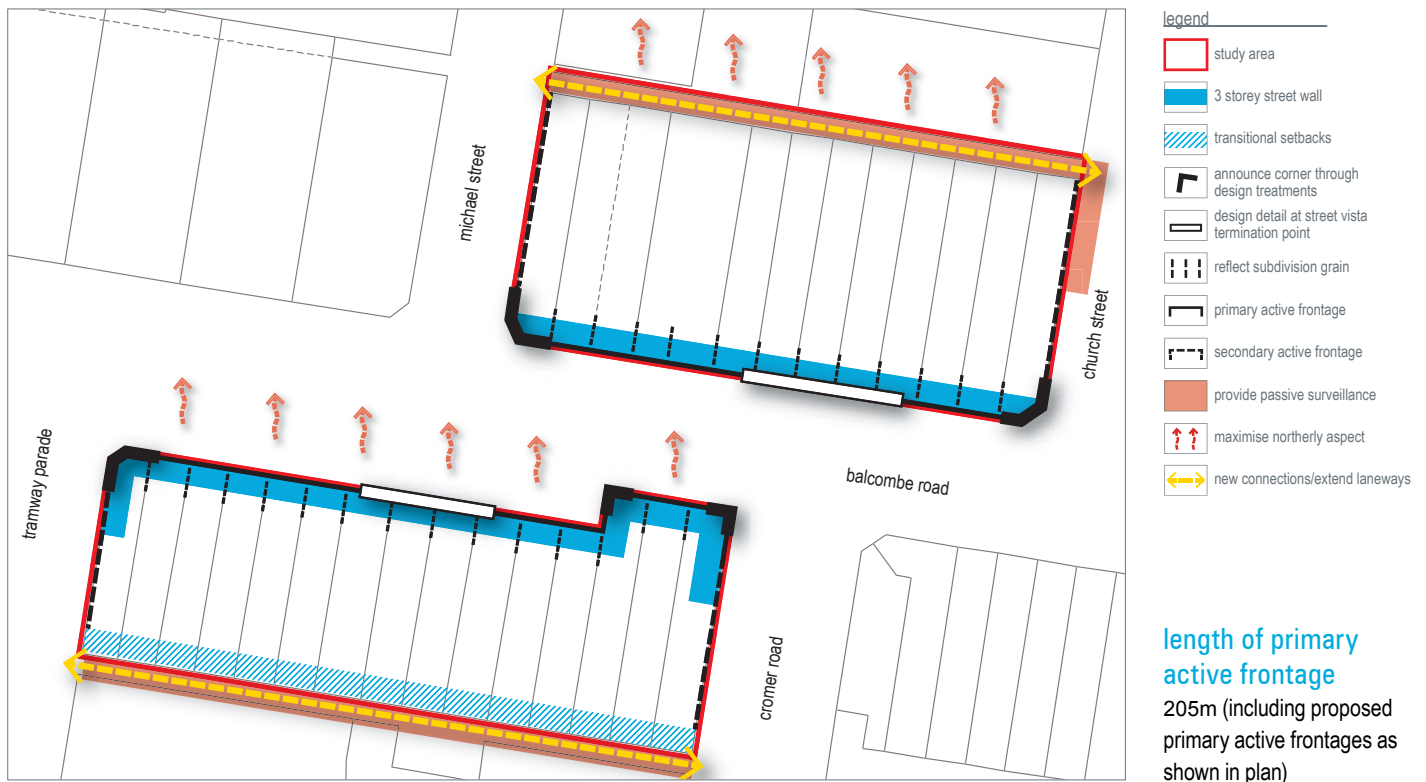 michael street
church street
tramway parade
balcombe road
cromer road
legend
study area
3 storey street wall
transitional setbacks
announce corner through
design treatments
design detail at street vista
termination point
reflect subdivision grain
primary active frontage
secondary active frontage
provide passive surveillance
maximise northerly aspect
new connections/extend laneways
length of primary
active frontage
205m (including proposed
primary active frontages as
shown in plan)